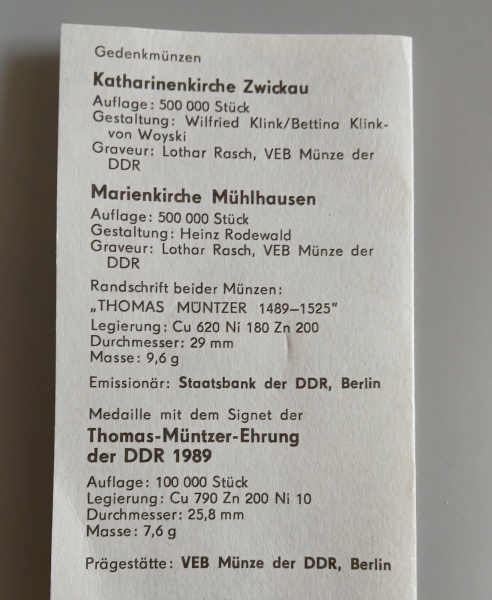 Gedenkmünzen
Katharinenkirche Zwickau
Auflage: 500 000 Stück
Gestaltung: Wilfried Klink/Bettina Klink-
von Woyski
Graveur: Lothar Rasch, VEB Münze der
DDR
Marienkirche Mühlhausen
Auflage: 500 000 Stück
Gestaltung: Heinz Rodewald
Graveur: Lothar Rasch, VEB Münze der
DDR
Randschrift beider Münzen:
„THOMAS MÜNTZER 1489–1525"
Legierung: Cu 620 Ni 180 Zn 200
Durchmesser: 29 mm
Masse: 9,6 g
Emissionär: Staatsbank der DDR, Berlin
Medaille mit dem Signet der
Thomas-Müntzer-Ehrung
der DDR 1989
Auflage: 100 000 Stück
Legierung: Cu 790 Zn 200 Ni 10
Durchmesser: 25,8 mm
Masse: 7,6 g
Prägestätte: VEB Münze der DDR, Berlin